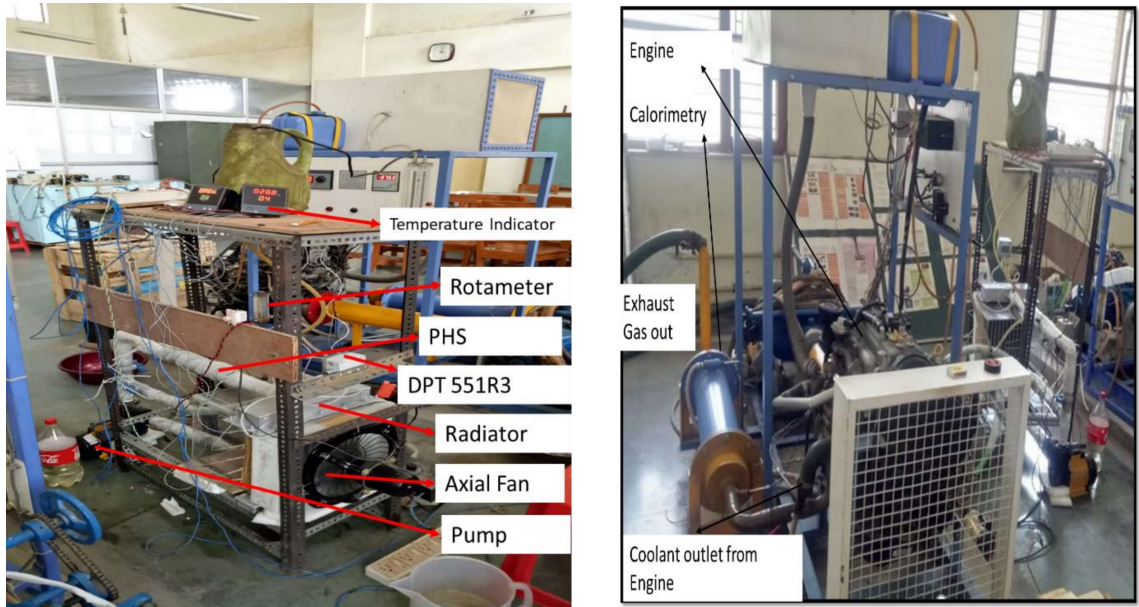 Temperature Indicator
Rotameter
PHS
DPT 551R3
Radiator
Axial Fan
Pump
Engine
Calorimetry
Exhaust
Gas out
Coolant outlet from
Engine